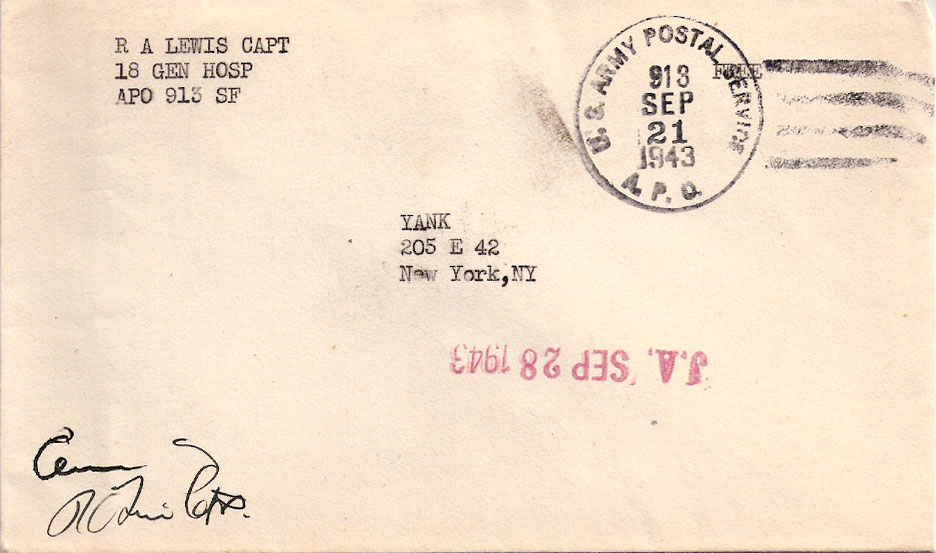 R A LEWIS CAPT
18 GEN HOSP
APO 913 SF
U.S. ARMY POSTAL SERVICE
A.P.O.
913
SEP
21
1943
FREE
YANK
205 E 42
New York,NY
J.A. SEP 28 1943